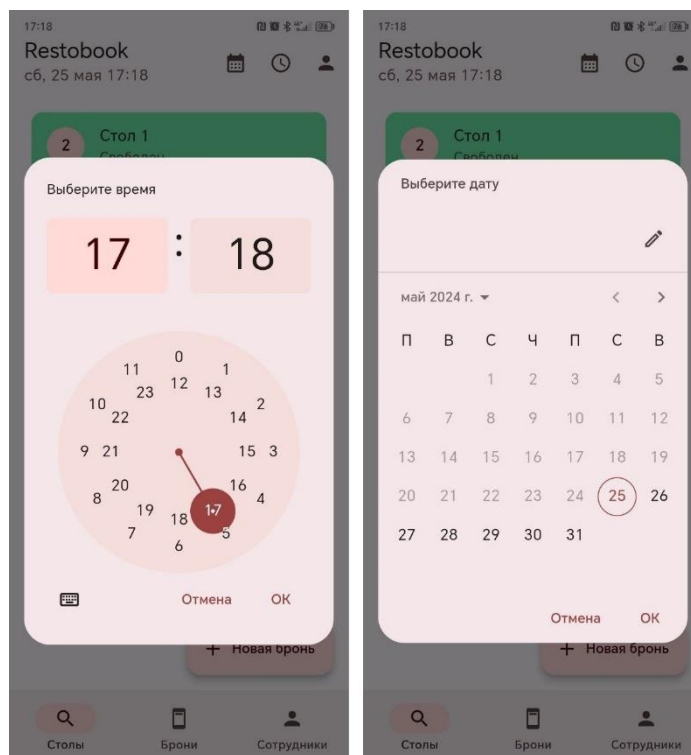 17:18
Restobook
сб, 25 мая 17:18
2
Стол 1
Свободен
Выберите время
17 : 18
0
11 1
12
23 13
10 2
22 14
9 21 15 3
20 16
8 4
19 17
18
7 5
6
Отмена ОК
+ Новая бронь
Столы Брони Сотрудники
17:18
Restobook
сб, 25 мая 17:18
2
Стол 1
Свободен
Выберите дату
май 2024 г.
П В С Ч П С В
1 2 3 4 5
6 7 8 9 10 11 12
13 14 15 16 17 18 19
20 21 22 23 24 25 26
27 28 29 30 31
Отмена ОК
+ Новая бронь
Столы Брони Сотрудники